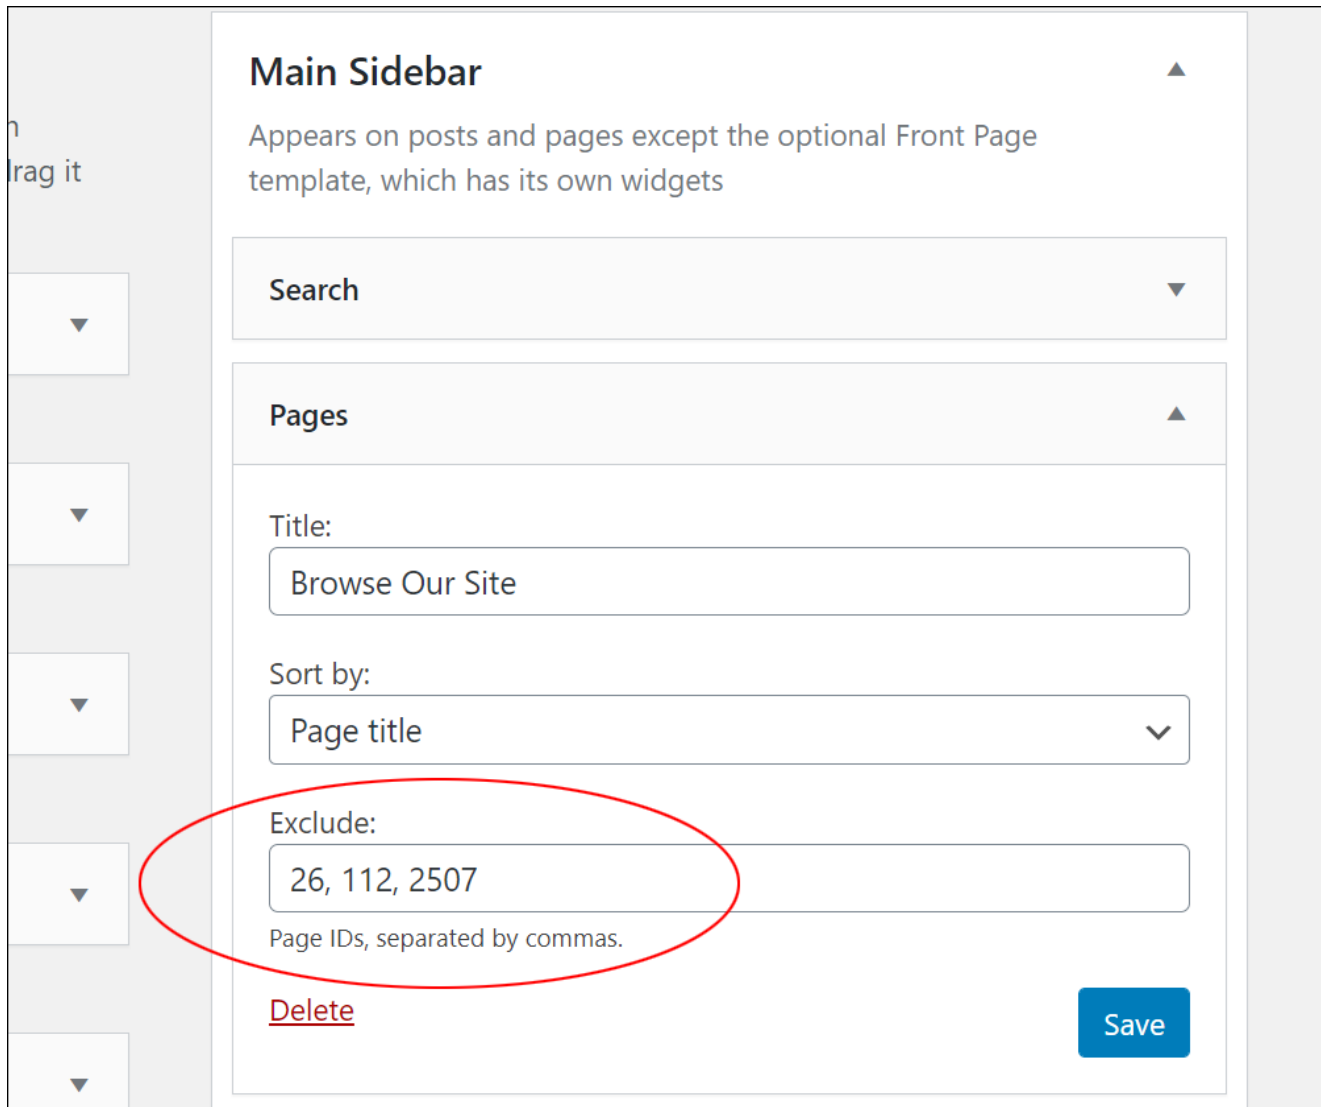 drag it
Main Sidebar
Appears on posts and pages except the optional Front Page
template, which has its own widgets
Search
Pages
Title:
Browse Our Site
Sort by:
Page title
Exclude:
26, 112, 2507
Page IDs, separated by commas.
Delete
Save